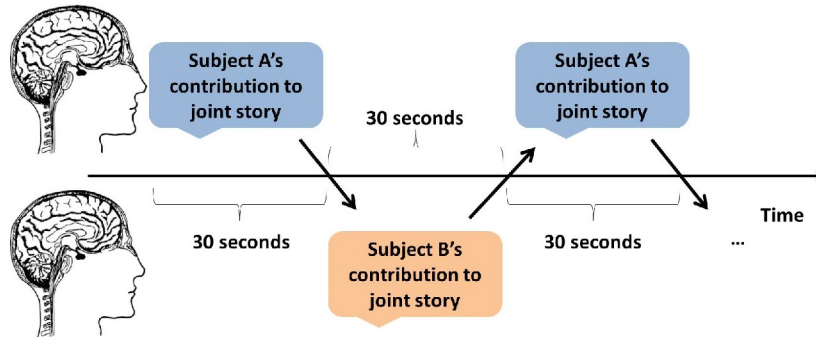 Subject A's
contribution to
joint story
30 seconds
Subject A's
contribution to
joint story
30 seconds
Subject B's
contribution to
joint story
30 seconds
...
Time